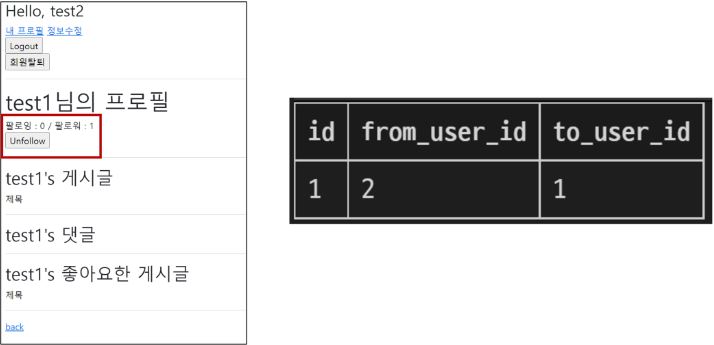 Hello, test2
내 프로필 정보수정
Logout
회원탈퇴
test1님의 프로필
팔로잉 : 0 / 팔로워 : 1
Unfollow
test1's 게시글
제목
test1's 댓글
test1's 좋아요한 게시글
제목
back
id from_user_id to_user_id
1 2 1